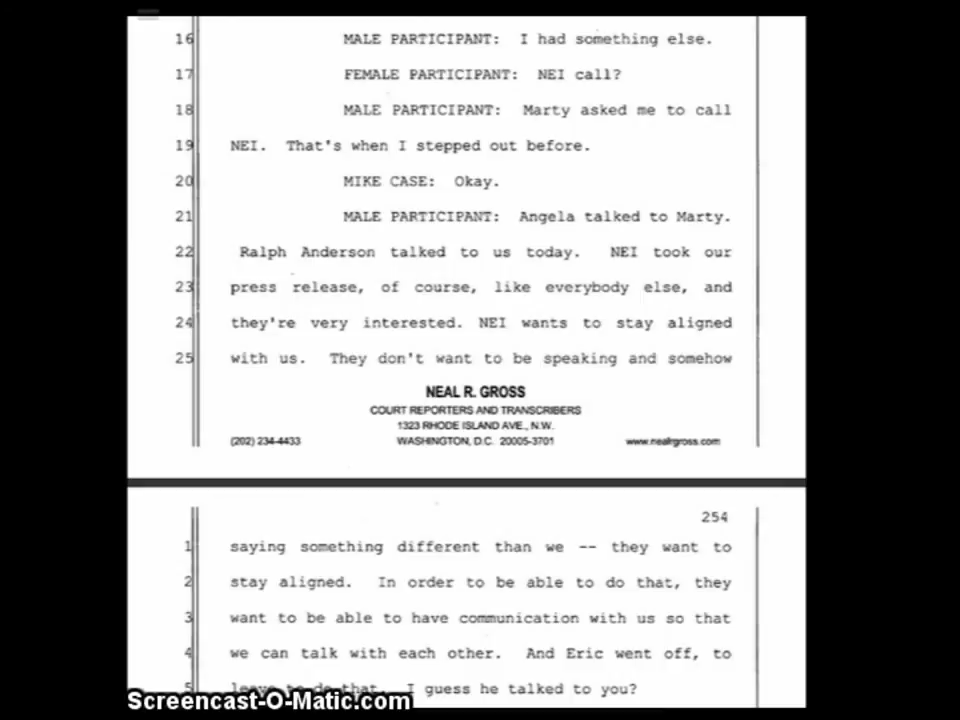 16 MALE PARTICIPANT: I had something else.
17 FEMALE PARTICIPANT: NEI call?
18 MALE PARTICIPANT: Marty asked me to call
19 NEI. That's when I stepped out before.
20 MIKE CASE: Okay.
21 MALE PARTICIPANT: Angela talked to Marty.
22 Ralph Anderson talked to us today. NEI took our
23 press release, of course, like everybody else, and
24 they're very interested. NEI wants to stay aligned
25 with us. They don't want to be speaking and somehow
NEAL R. GROSS
COURT REPORTERS AND TRANSCRIBERS
1323 RHODE ISLAND AVE., N.W.
(202) 234-4433 WASHINGTON, D.C. 20005-3701 www.nealrgross.com
254
1 saying something different than we -- they want to
2 stay aligned. In order to be able to do that, they
3 want to be able to have communication with us so that
4 we can talk with each other. And Eric went off, to
5 leave to do that. I guess he talked to you?
Screencast-O-Matic.com